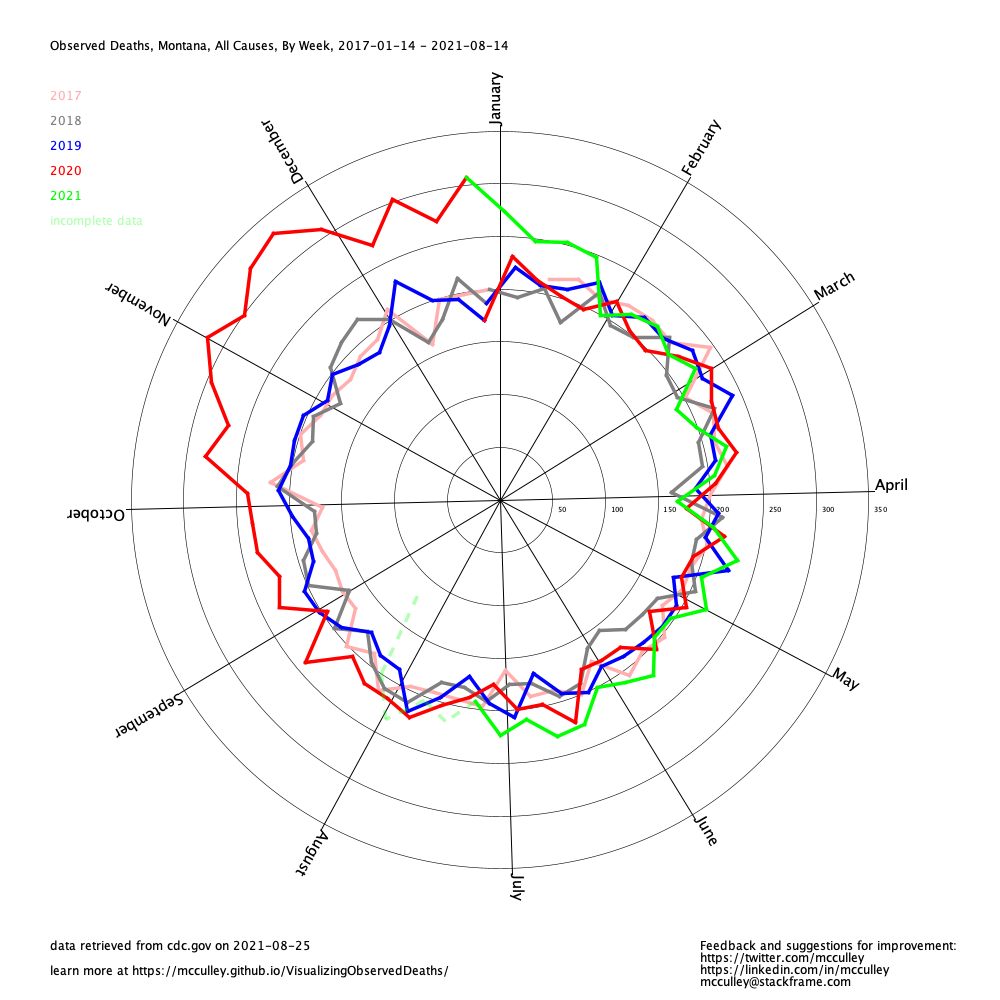 Observed Deaths, Montana, All Causes, By Week, 2017-01-14 - 2021-08-14
2017
2018
2019
2020
2021
incomplete data
January
February
March
April
May
June
July
August
September
October
November
December
50
100
150
200
250
300
350
data retrieved from cdc.gov on 2021-08-25
learn more at https://mcculley.github.io/VisualizingObservedDeaths/
Feedback and suggestions for improvement:
https://twitter.com/mcculley
https://linkedin.com/in/mcculley
mcculley@stackframe.com